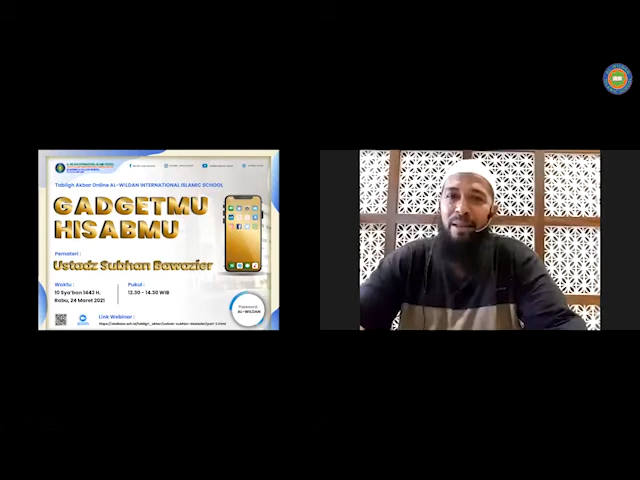 Tabligh Akbar Online AL-WILDAN INTERNATIONAL ISLAMIC SCHOOL
GADGETMU
HISABMU
Pemateri :
Ustadz Subhan Bawazier
Waktu :
10 Sya'ban 1442 H,
Rabu, 24 Maret 2021
Pukul :
12.30 - 14.30 WIB
Link Webinar :
Password
AL-WILDAN